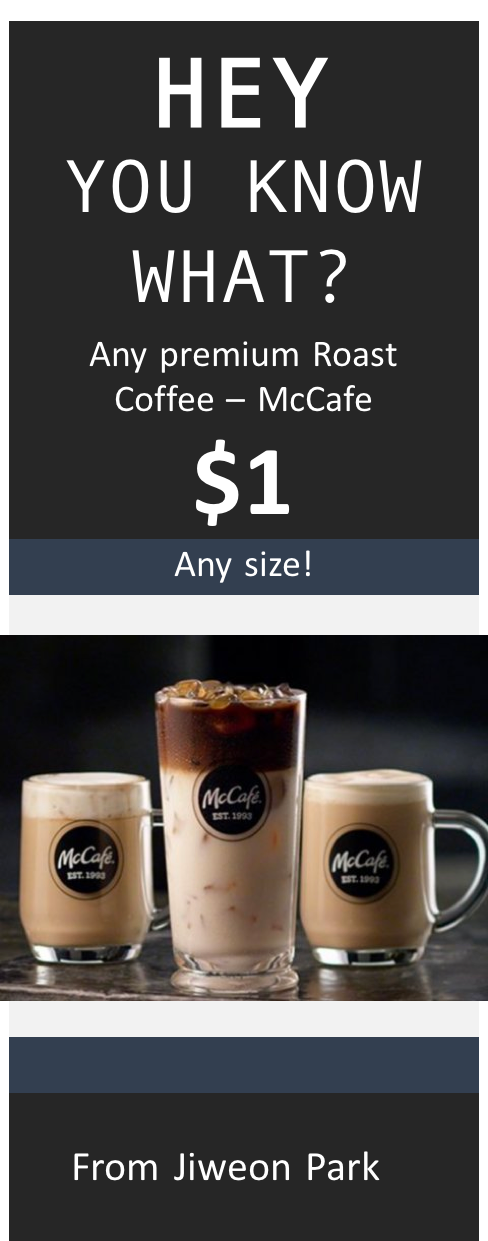 HEY
YOU KNOW
WHAT?
Any premium Roast
Coffee – McCafe
$1
Any size!
McCafé.
EST. 1993
McCafé.
EST. 1993
McCafé.
EST. 1993
From Jiweon Park